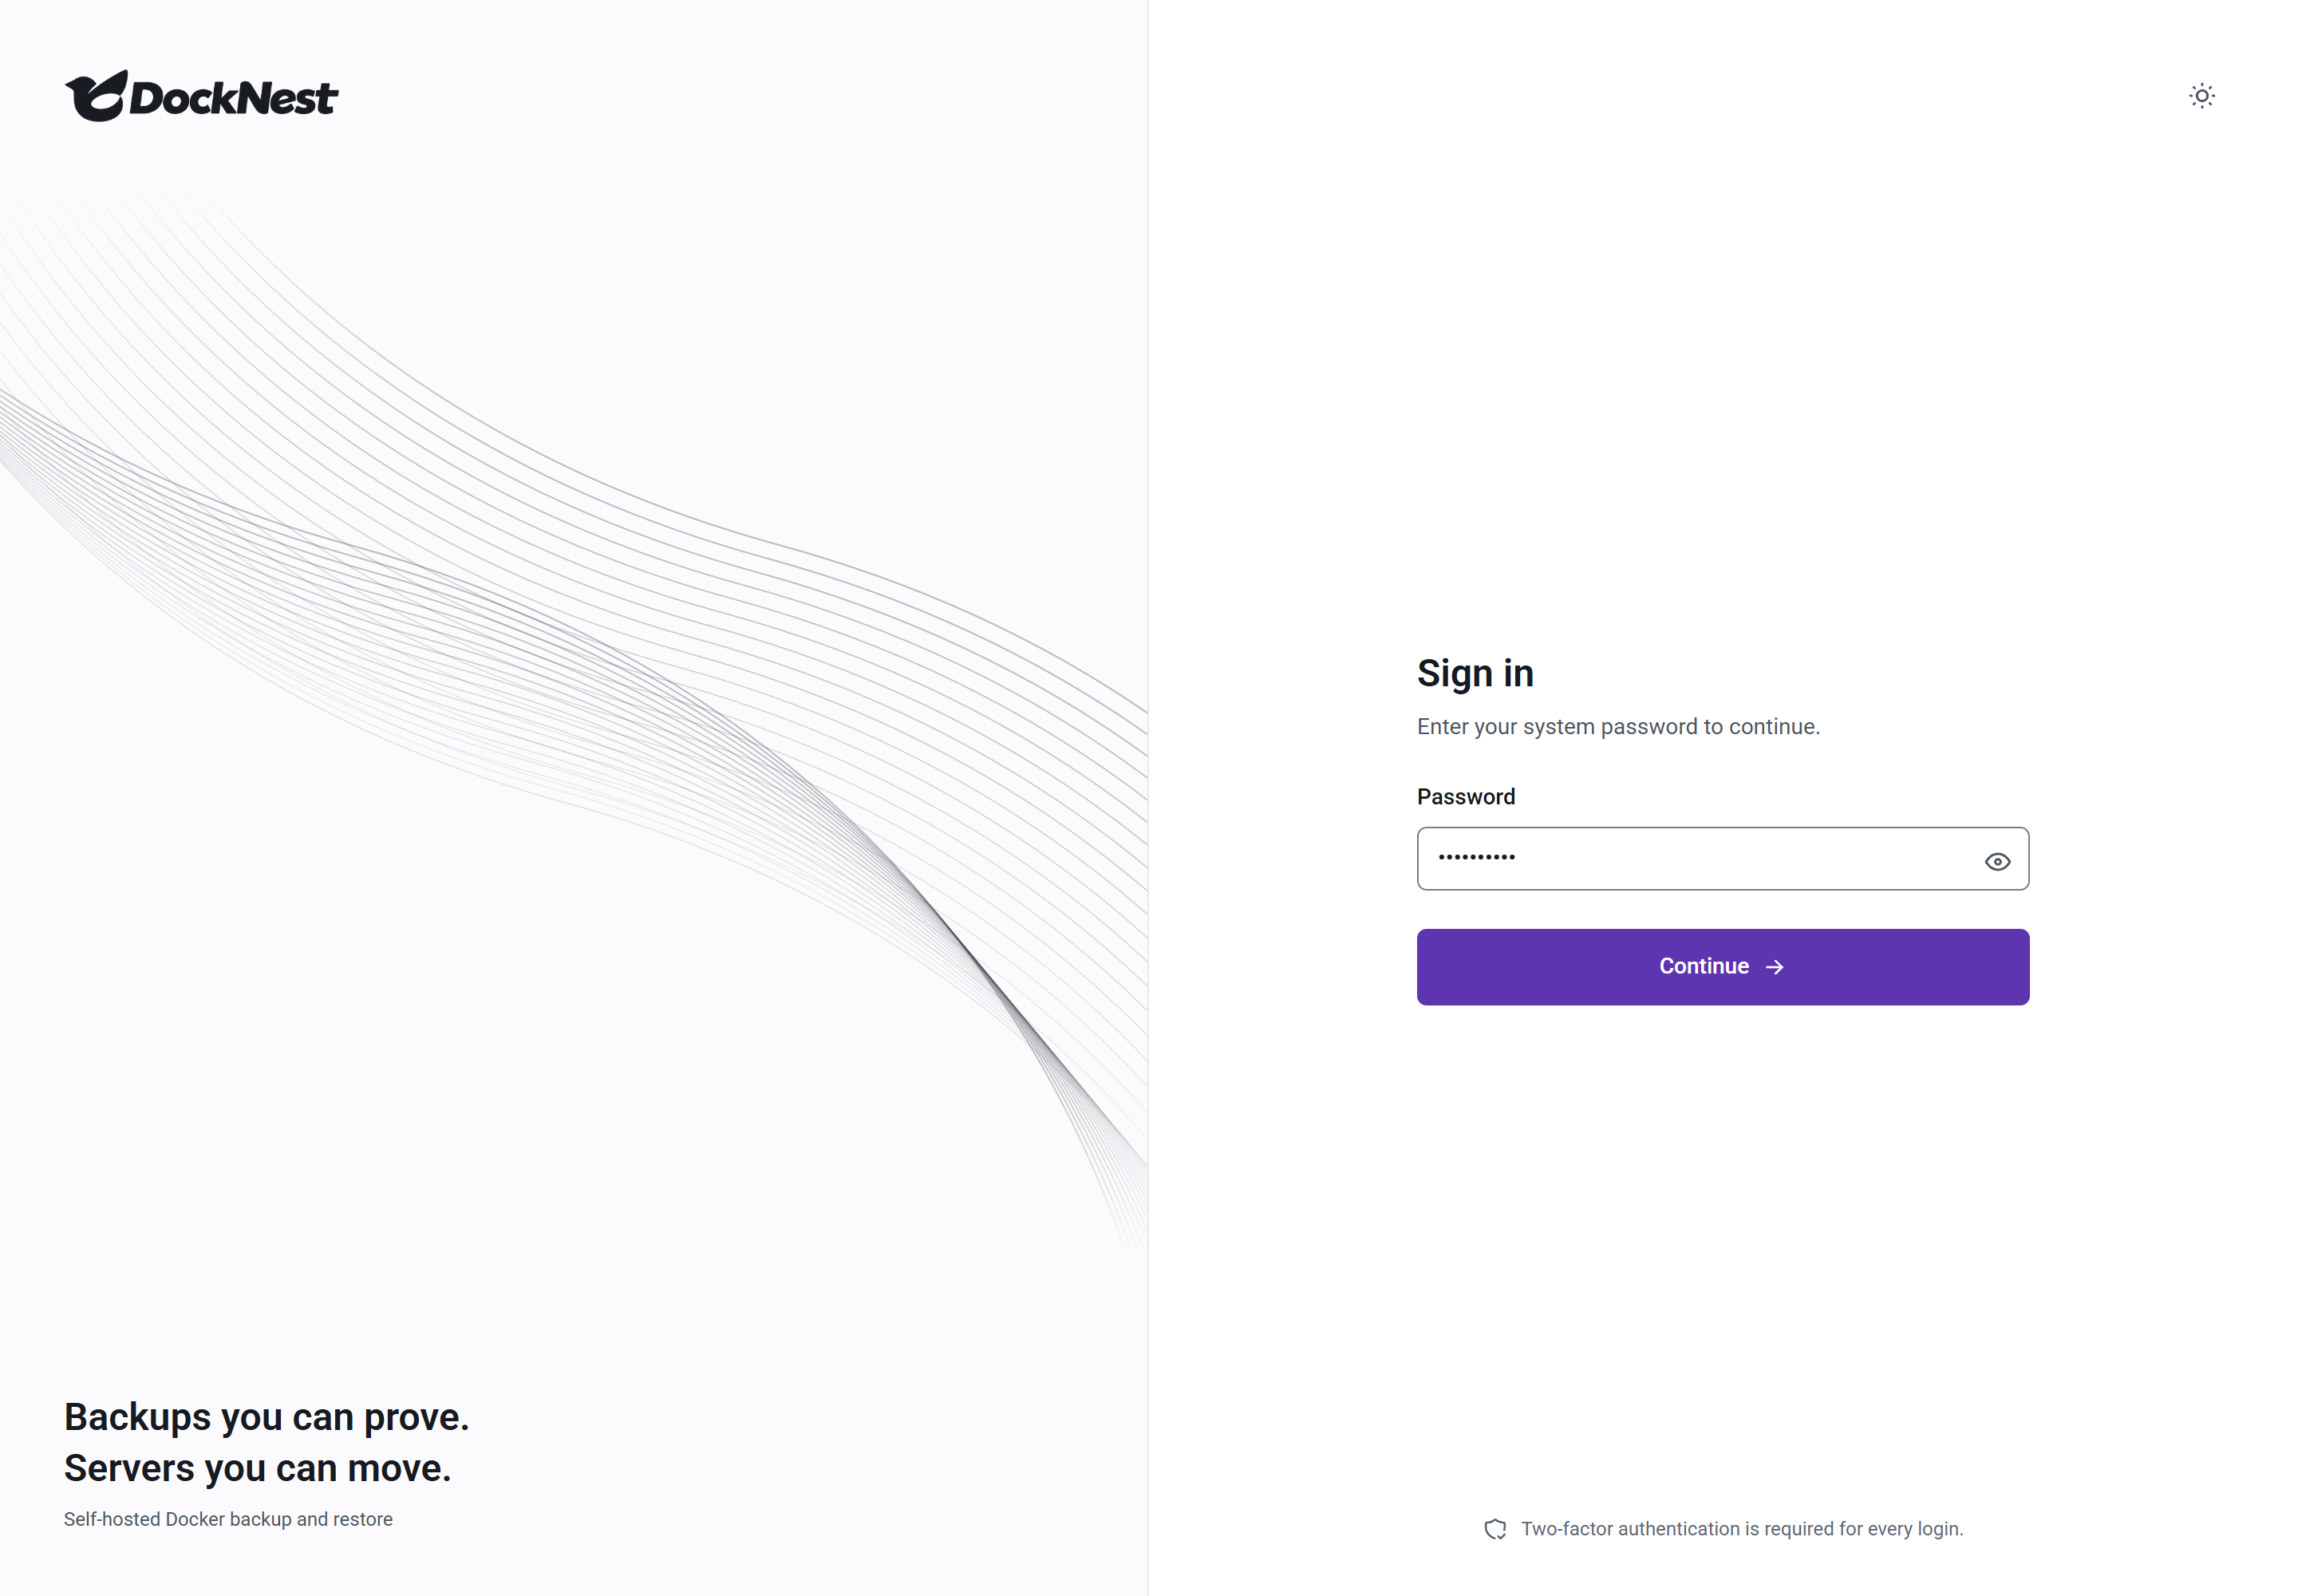 DockNest
Backups you can prove.
Servers you can move.
Self-hosted Docker backup and restore
Sign in
Enter your system password to continue.
Password
••••••••••
Continue →
Two-factor authentication is required for every login.